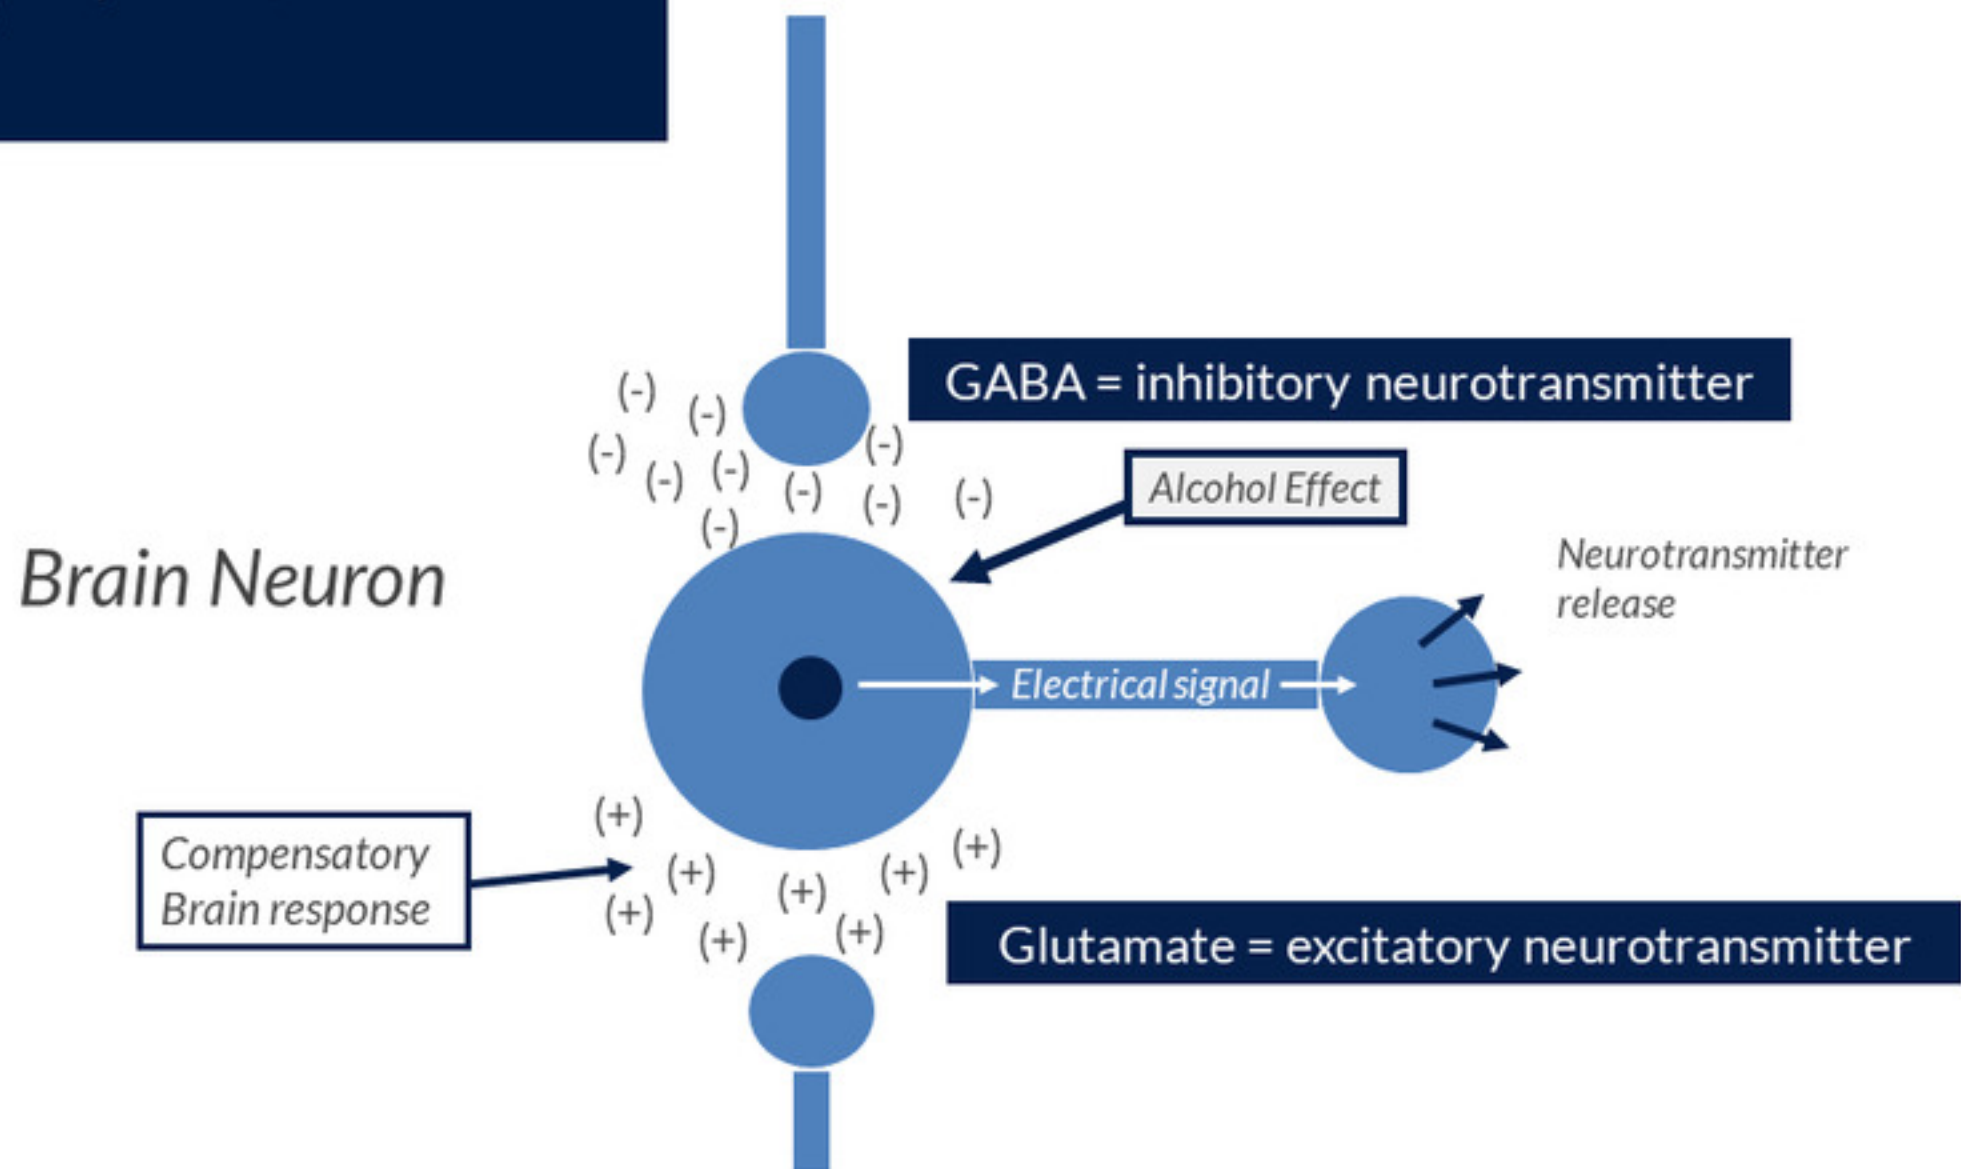 GABA = inhibitory neurotransmitter
(-)
(-)
(-)
(-)
(-)
(-)
(-)
(-)
(-)
(-)
Alcohol Effect
Brain Neuron
Neurotransmitter
release
Electrical signal
Compensatory
Brain response
(+)
(+)
(+)
(+)
(+)
(+)
(+)
(+)
Glutamate = excitatory neurotransmitter